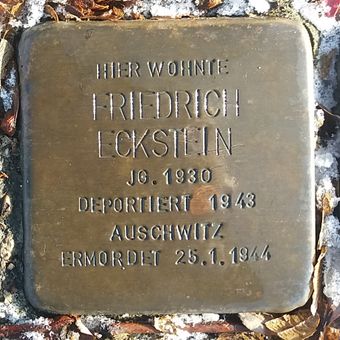 HIER WOHNTE
FRIEDRICH
ECKSTEIN
JG. 1930
DEPORTIERT 1943
AUSCHWITZ
ERMORDET 25.1.1944